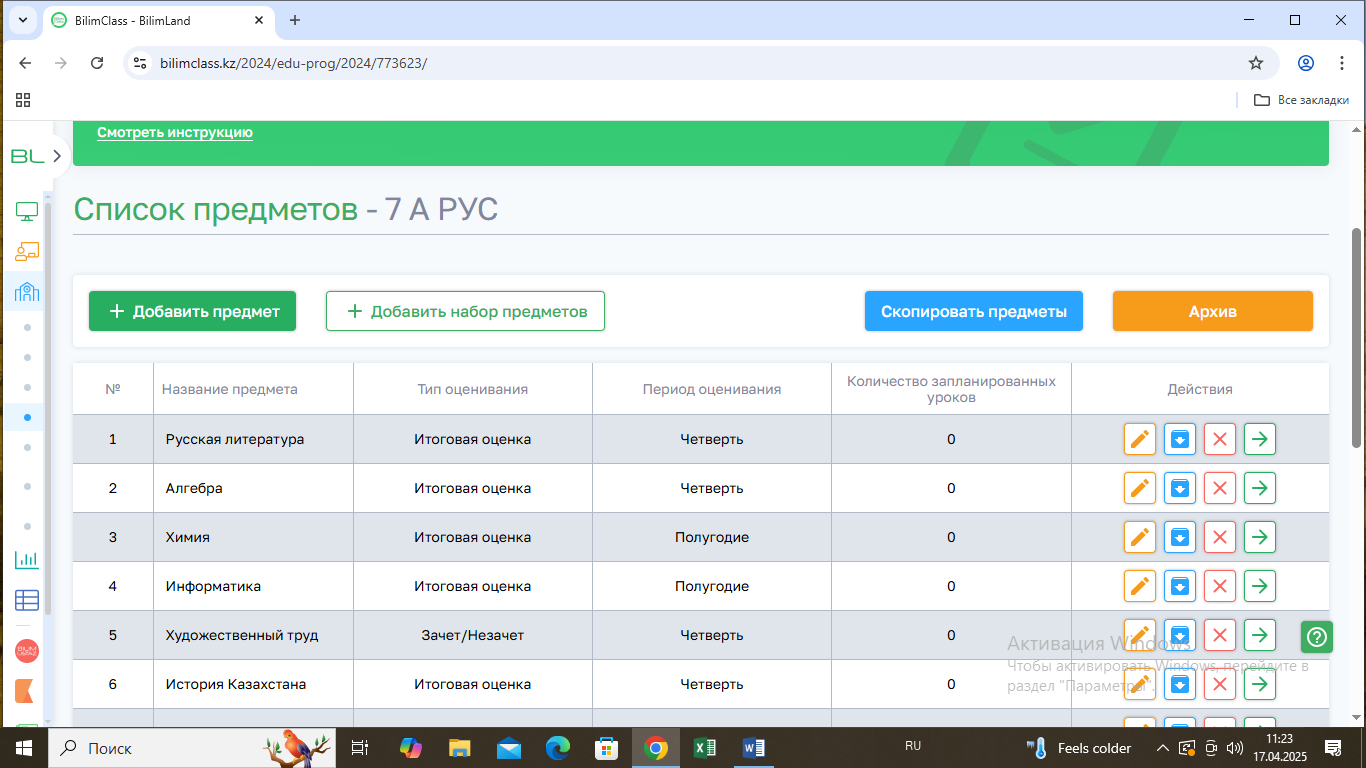 BilimClass - BilimLand
bilimclass.kz/2024/edu-prog/2024/773623/
Все закладки
Смотреть инструкцию
BL
Список предметов - 7 А РУС
+ Добавить предмет
+ Добавить набор предметов
Скопировать предметы
Архив
№ Название предмета Тип оценивания Период оценивания Количество запланированных уроков Действия
1 Русская литература Итоговая оценка Четверть 0
2 Алгебра Итоговая оценка Четверть 0
3 Химия Итоговая оценка Полугодие 0
4 Информатика Итоговая оценка Полугодие 0
5 Художественный труд Зачет/Незачет Четверть 0
6 История Казахстана Итоговая оценка Четверть 0
Активация Windows
Чтобы активировать Windows, перейдите в
раздел "Параметры".
Поиск
RU
Feels colder
11:23
17.04.2025